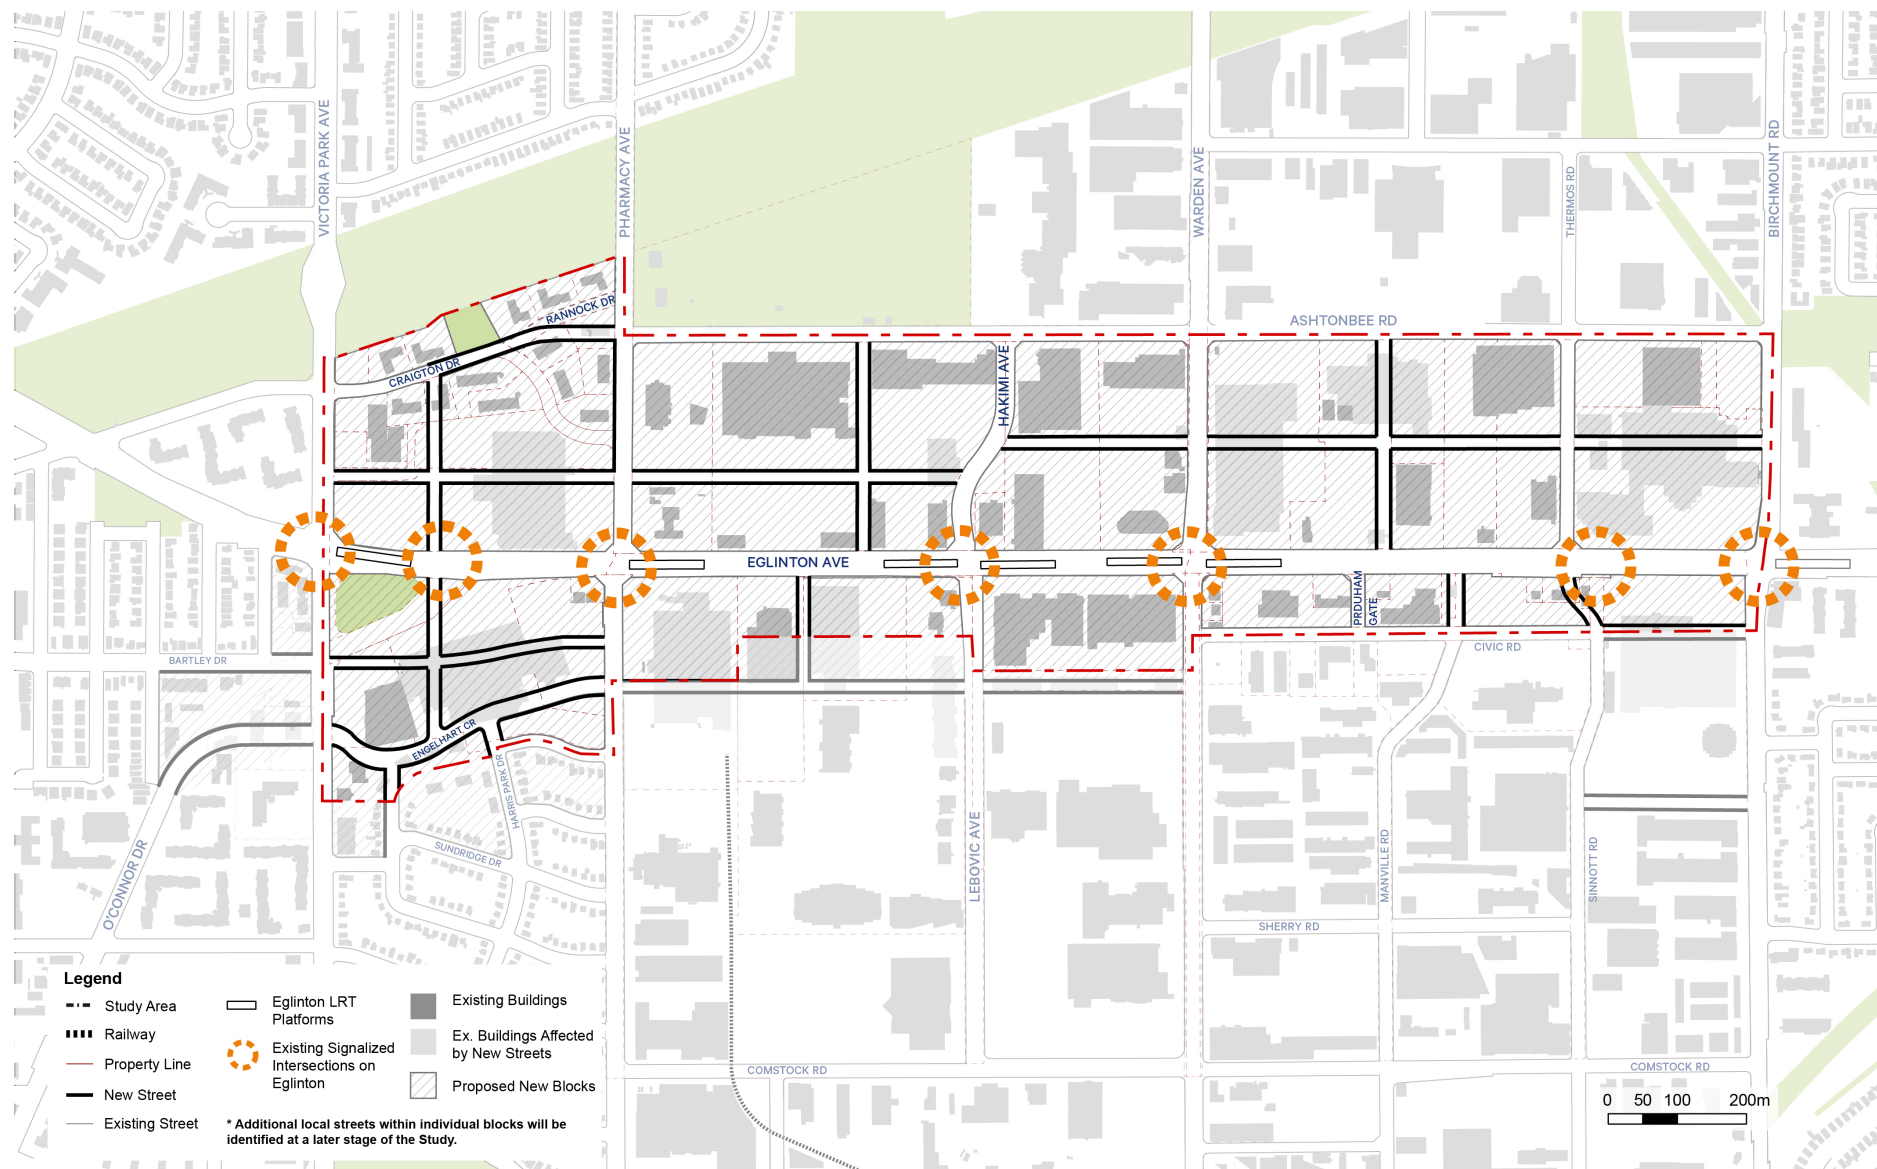 VICTORIA PARK AVE
PHARMACY AVE
WARDEN AVE
THERMOS RD
BIRCHMOUNT RD
RANNOCK DR
ASHTONBEE RD
CRAIGTON DR
HAKIMI AVE
EGLINTON AVE
PRDUHAM
GATE
BARTLEY DR
CIVIC RD
ENGELHART CR
HARRIS PARK DR
SUNDRIDGE DR
O'CONNOR DR
LEBOVIC AVE
MANVILLE RD
SINNOTT RD
SHERRY RD
COMSTOCK RD
COMSTOCK RD
Legend
Study Area
Railway
Property Line
New Street
Existing Street
Eglinton LRT
Platforms
Existing Signalized
Intersections on
Eglinton
Existing Buildings
Ex. Buildings Affected
by New Streets
Proposed New Blocks
* Additional local streets within individual blocks will be
identified at a later stage of the Study.
0 50 100 200m